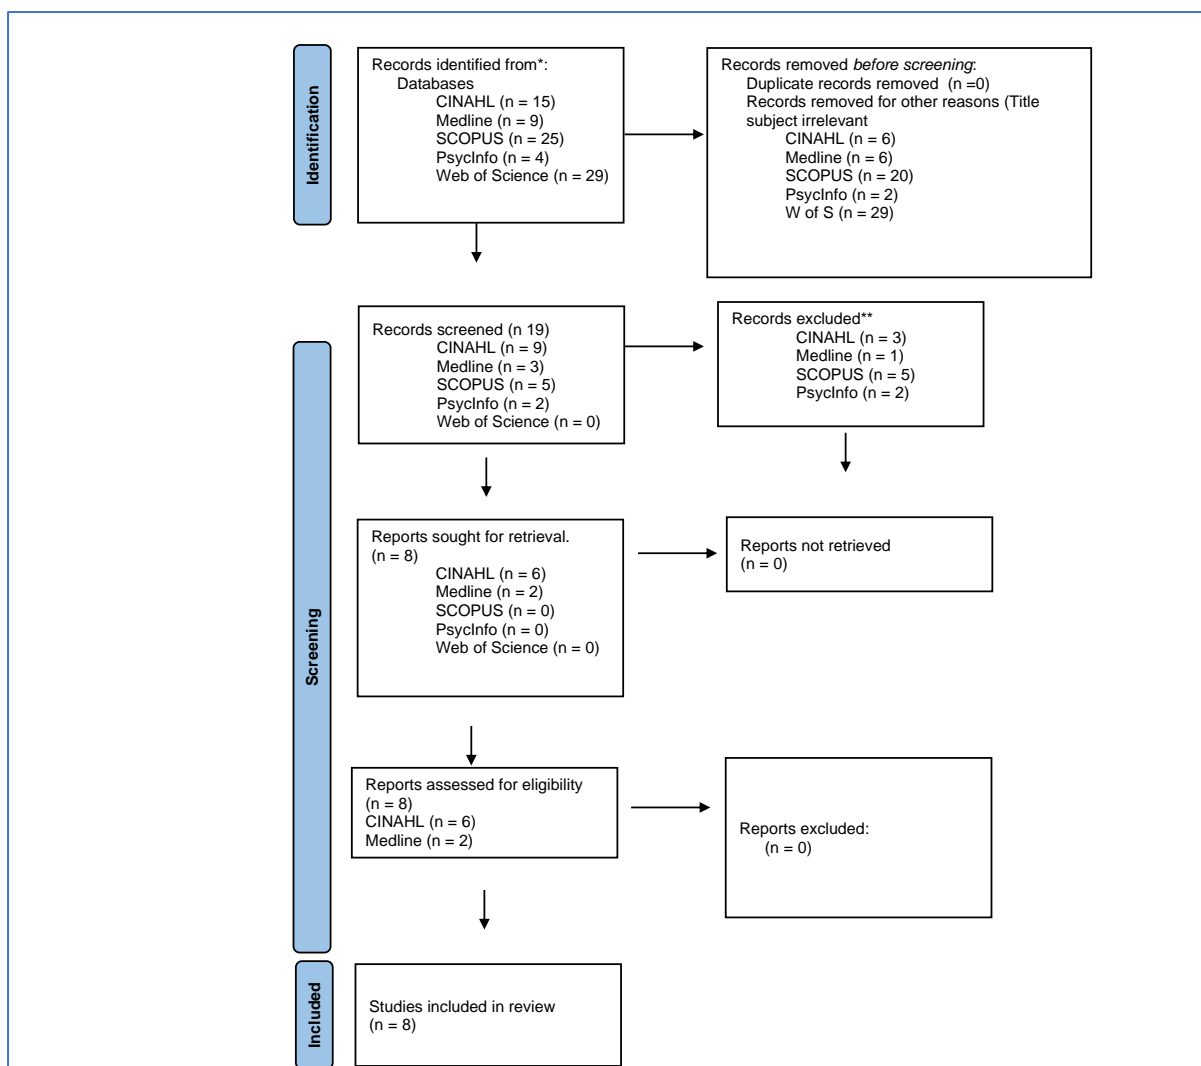 Identification
Records identified from*:
Databases
CINAHL (n = 15)
Medline (n = 9)
SCOPUS (n = 25)
PsycInfo (n = 4)
Web of Science (n = 29)
Records removed before screening:
Duplicate records removed  (n =0)
Records removed for other reasons (Title
subject irrelevant
CINAHL (n = 6)
Medline (n = 6)
SCOPUS (n = 20)
PsycInfo (n = 2)
W of S (n = 29)
Screening
Records screened (n 19)
CINAHL (n = 9)
Medline (n = 3)
SCOPUS (n = 5)
PsycInfo (n = 2)
Web of Science (n = 0)
Records excluded**
CINAHL (n = 3)
Medline (n = 1)
SCOPUS (n = 5)
PsycInfo (n = 2)
Reports sought for retrieval.
(n = 8)
CINAHL (n = 6)
Medline (n = 2)
SCOPUS (n = 0)
PsycInfo (n = 0)
Web of Science (n = 0)
Reports not retrieved
(n = 0)
Reports assessed for eligibility
(n = 8)
CINAHL (n = 6)
Medline (n = 2)
Reports excluded:
(n = 0)
Included
Studies included in review
(n = 8)